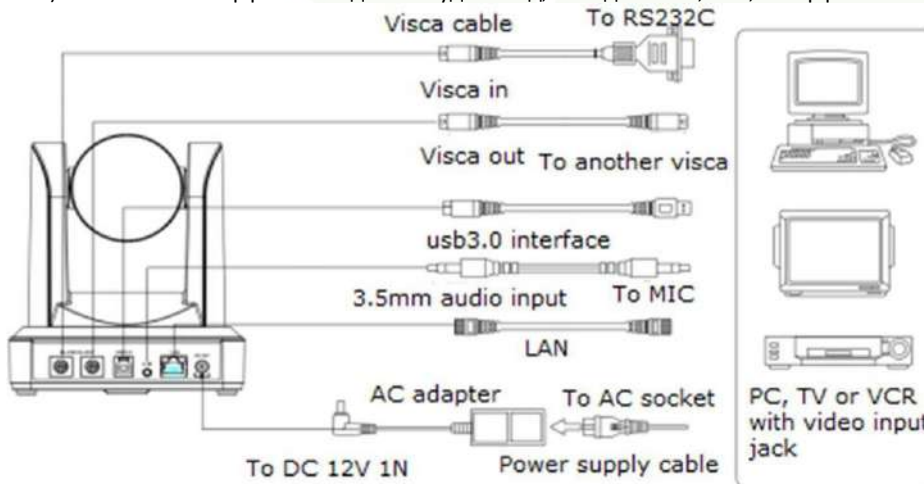 Visca cable
To RS232C
Visca in
Visca out
To another visca
usb3.0 interface
3.5mm audio input
To MIC
LAN
AC adapter
To AC socket
To DC 12V 1N
Power supply cable
PC, TV or VCR
with video input
jack